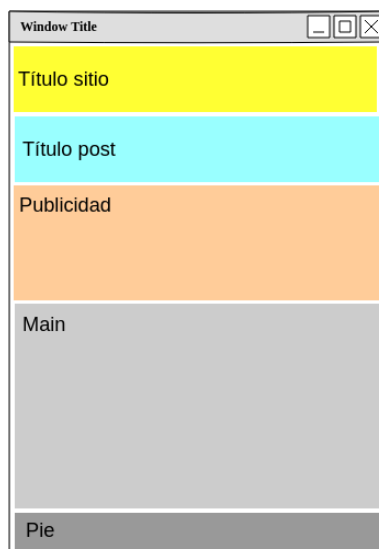 Window Title
Título sitio
Título post
Publicidad
Main
Pie